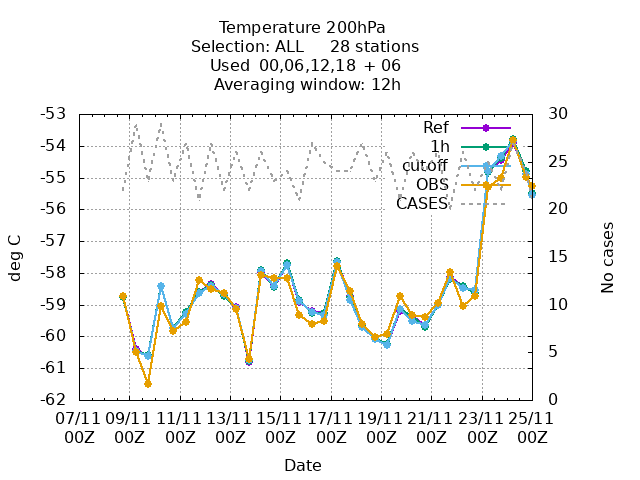 Temperature 200hPa
Selection: ALL 28 stations
Used 00,06,12,18 + 06
Averaging window: 12h
-53
-54
-55
-56
-57
-58
-59
-60
-61
-62
deg C
30
25
20
15
10
5
0
No cases
Ref
1h
cutoff
OBS
CASES
07/11 09/11 11/11 13/11 15/11 17/11 19/11 21/11 23/11 25/11
00Z 00Z 00Z 00Z 00Z 00Z 00Z 00Z 00Z 00Z
Date